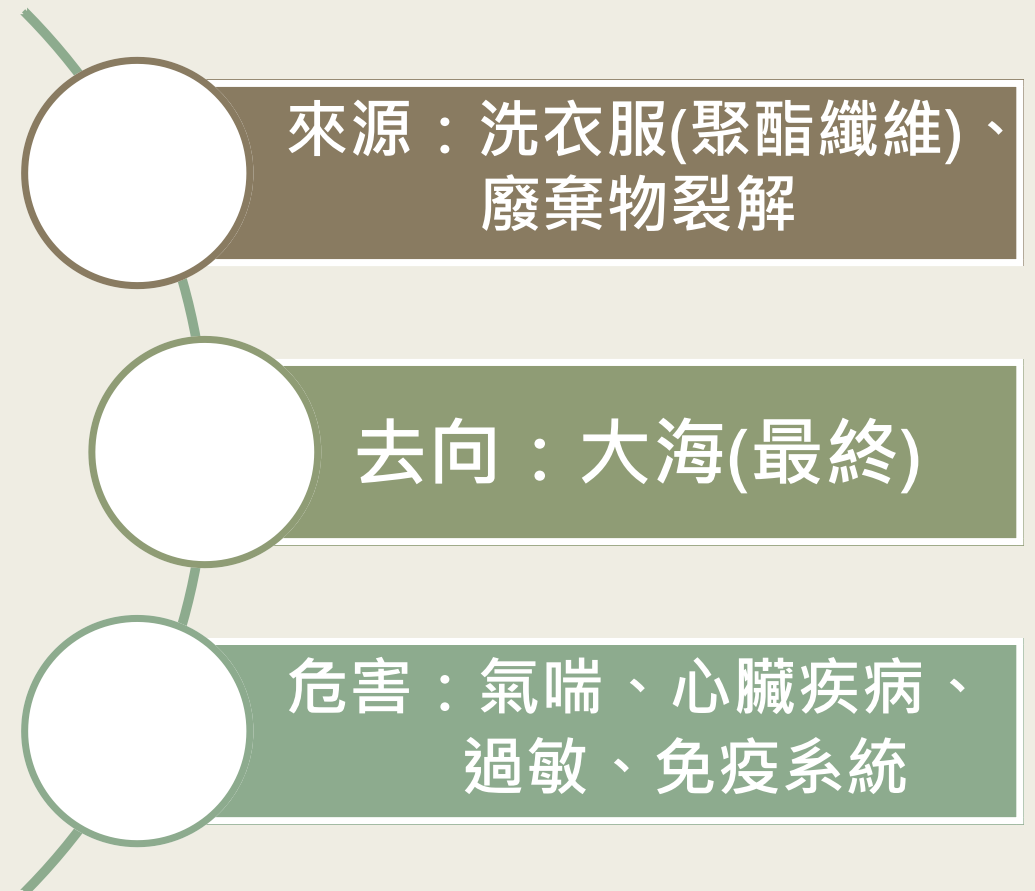 來源：洗衣服(聚酯纖維)、
廢棄物裂解
去向：大海(最終)
危害：氣喘、心臟疾病、
過敏、免疫系統